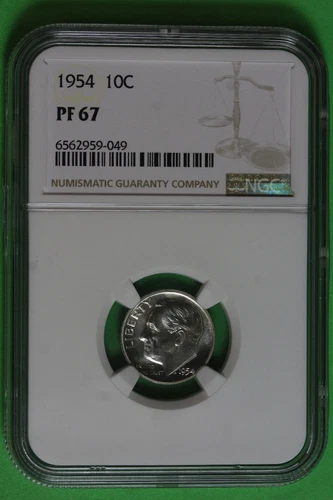 1954 10C
PF 67
6562959-049
NUMISMATIC GUARANTY COMPANY
NGC
LIBERTY
1954